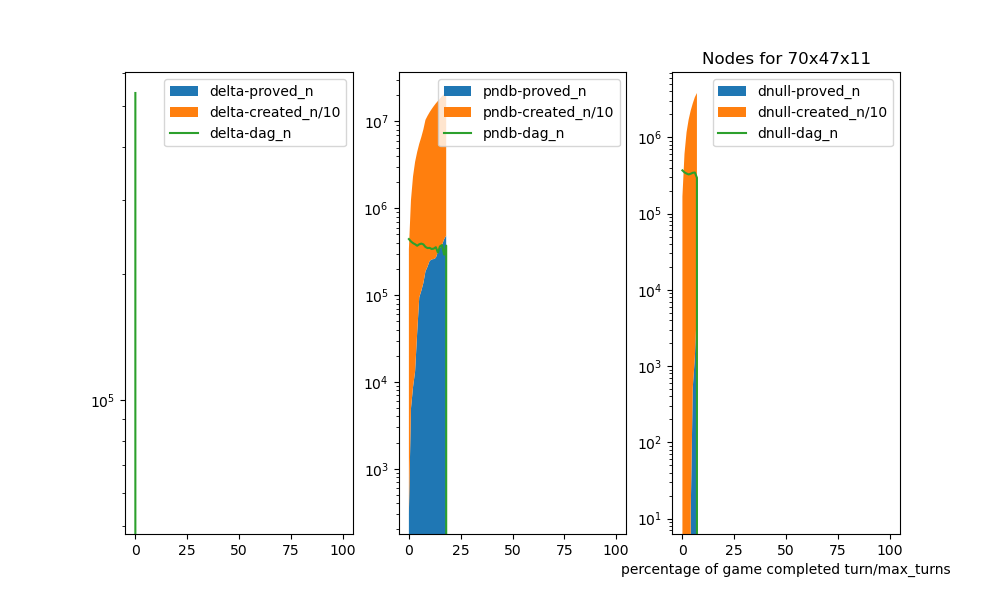 Nodes for 70x47x11
delta-proved_n
delta-created_n/10
delta-dag_n
10^5
0 25 50 75 100
pndb-proved_n
pndb-created_n/10
pndb-dag_n
10^7
10^6
10^5
10^4
10^3
0 25 50 75 100
dnull-proved_n
dnull-created_n/10
dnull-dag_n
10^6
10^5
10^4
10^3
10^2
10^1
0 25 50 75 100
percentage of game completed turn/max_turns